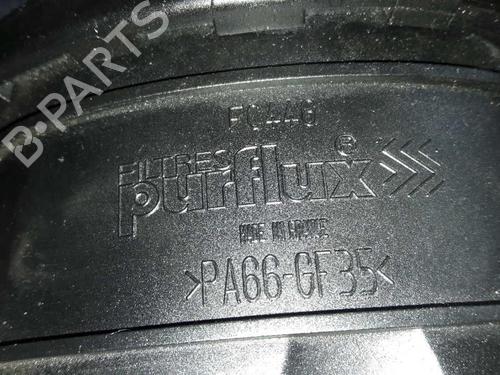 B-PARTS
FC446
FILTRES
purflux®
MADE IN FRANCE
>PA66-GF35<